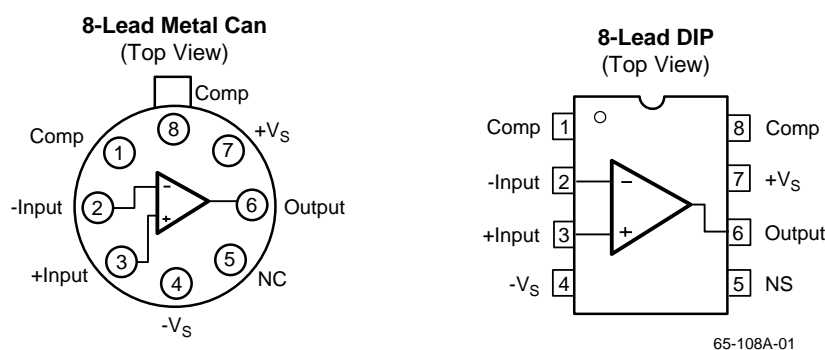 8-Lead Metal Can
(Top View)
Comp
Comp
8
+VS
1
7
-Input
2
–
6
Output
+
+Input
3
5
4
NC
-VS
8-Lead DIP
(Top View)
Comp 1
8 Comp
-Input 2
–
7 +VS
+Input 3
+
6 Output
-VS 4
5 NS
65-108A-01